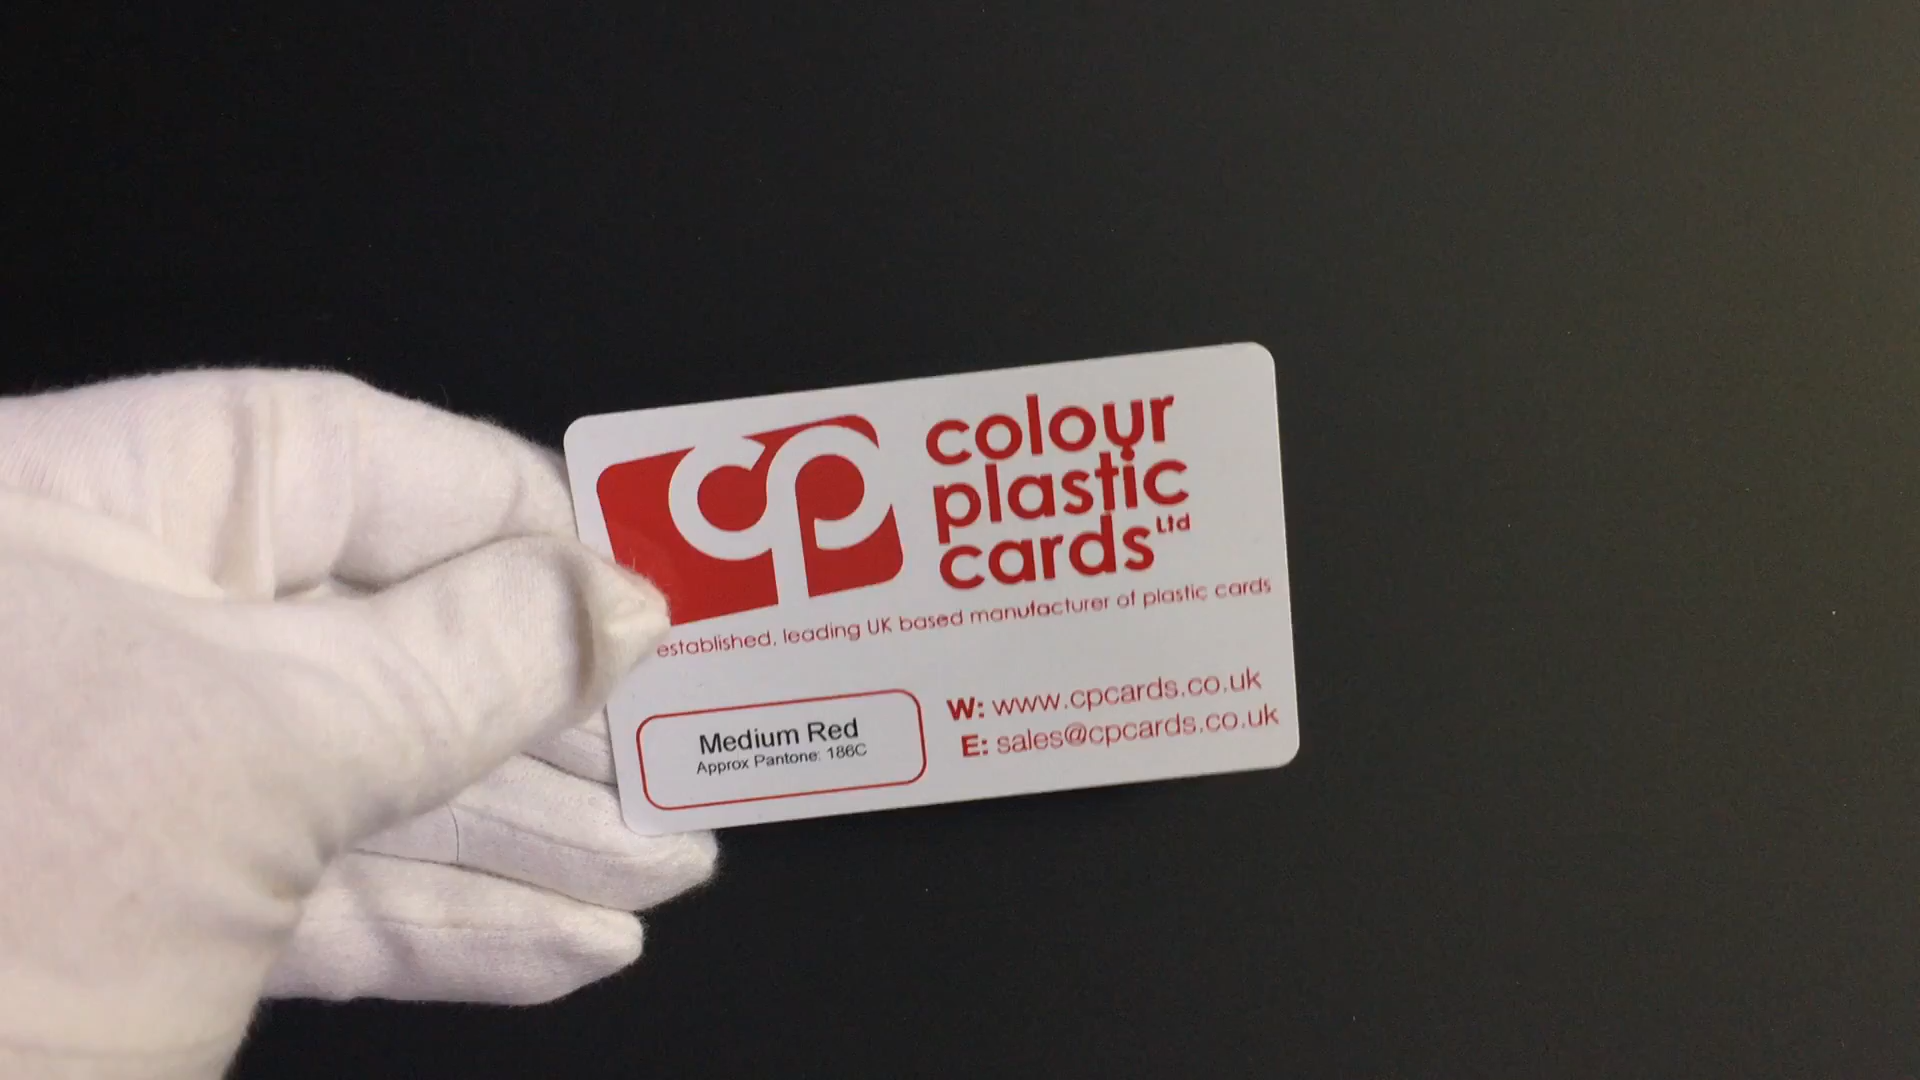 cp
colour
plastic
cards Ltd
established, leading UK based manufacturer of plastic cards
Medium Red
Approx Pantone: 186C
W: www.cpcards.co.uk
E: sales@cpcards.co.uk